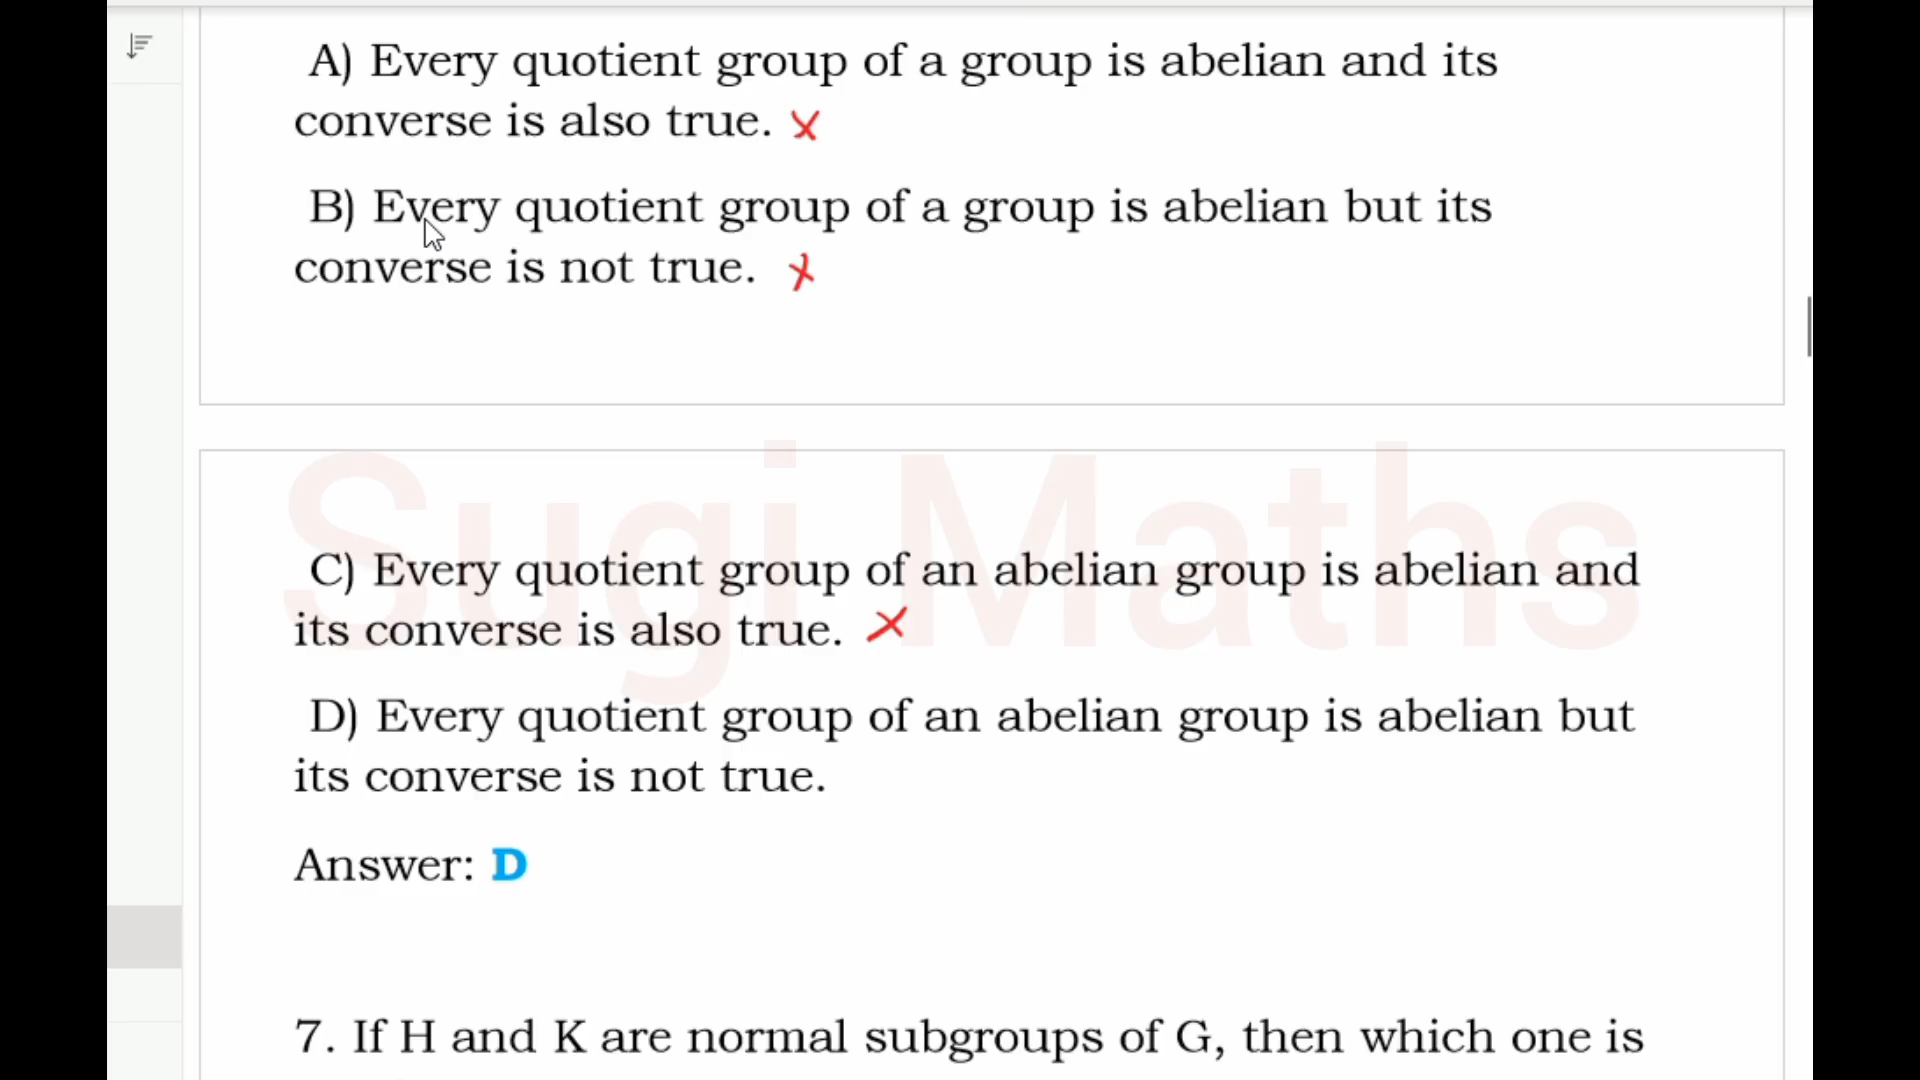 A) Every quotient group of a group is abelian and its
converse is also true.
B) Every quotient group of a group is abelian but its
converse is not true.
Sugi Maths
C) Every quotient group of an abelian group is abelian and
its converse is also true.
D) Every quotient group of an abelian group is abelian but
its converse is not true.
Answer: D
7. If H and K are normal subgroups of G, then which one is